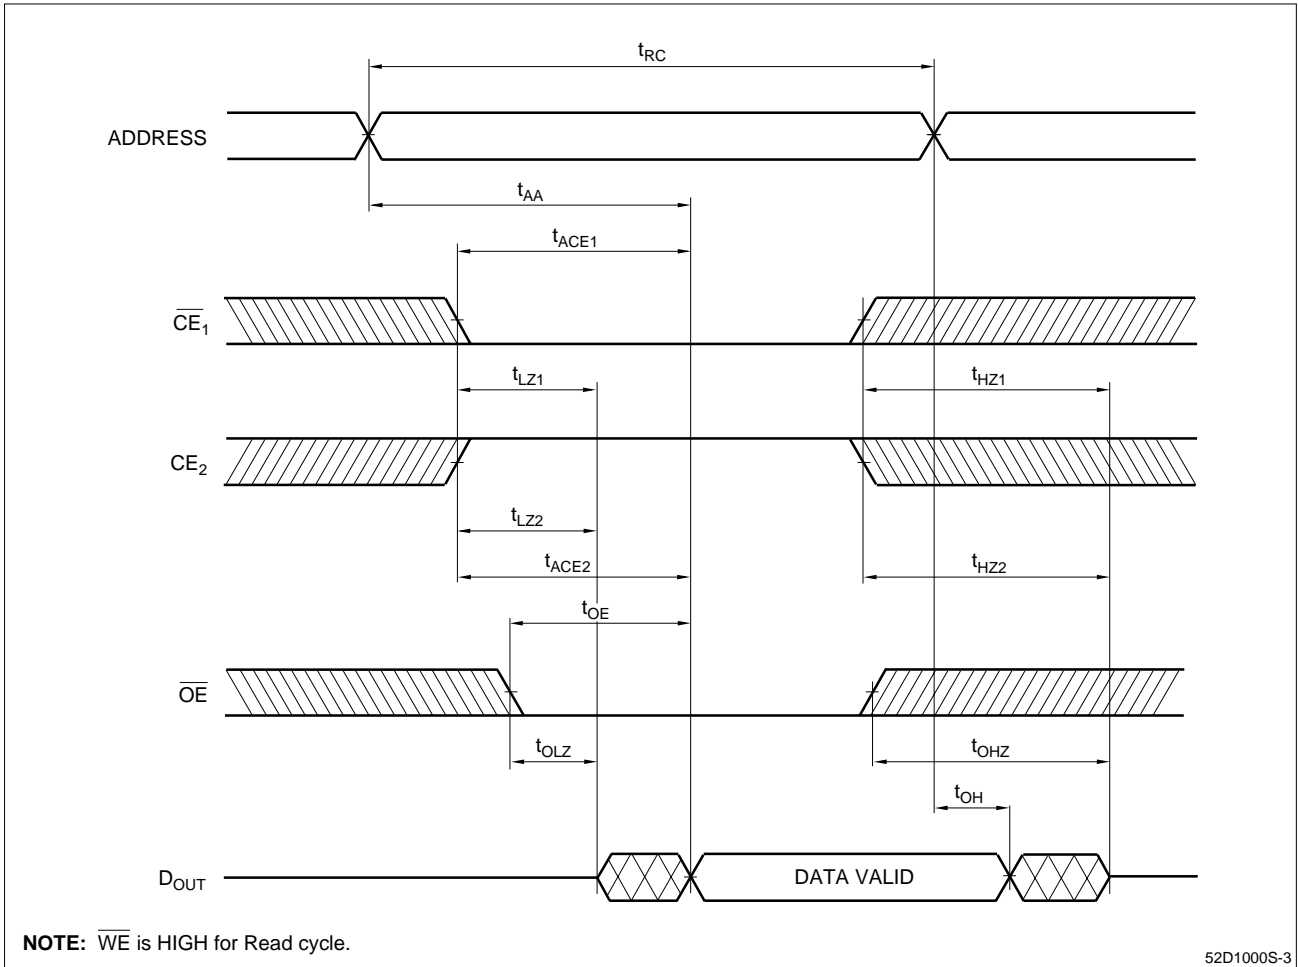 tRC
ADDRESS
tAA
tACE1
CE1
tLZ1
tHZ1
CE2
tLZ2
tACE2
tHZ2
tOE
OE
tOLZ
tOHZ
tOH
DOUT
DATA VALID
NOTE: WE is HIGH for Read cycle.
52D1000S-3